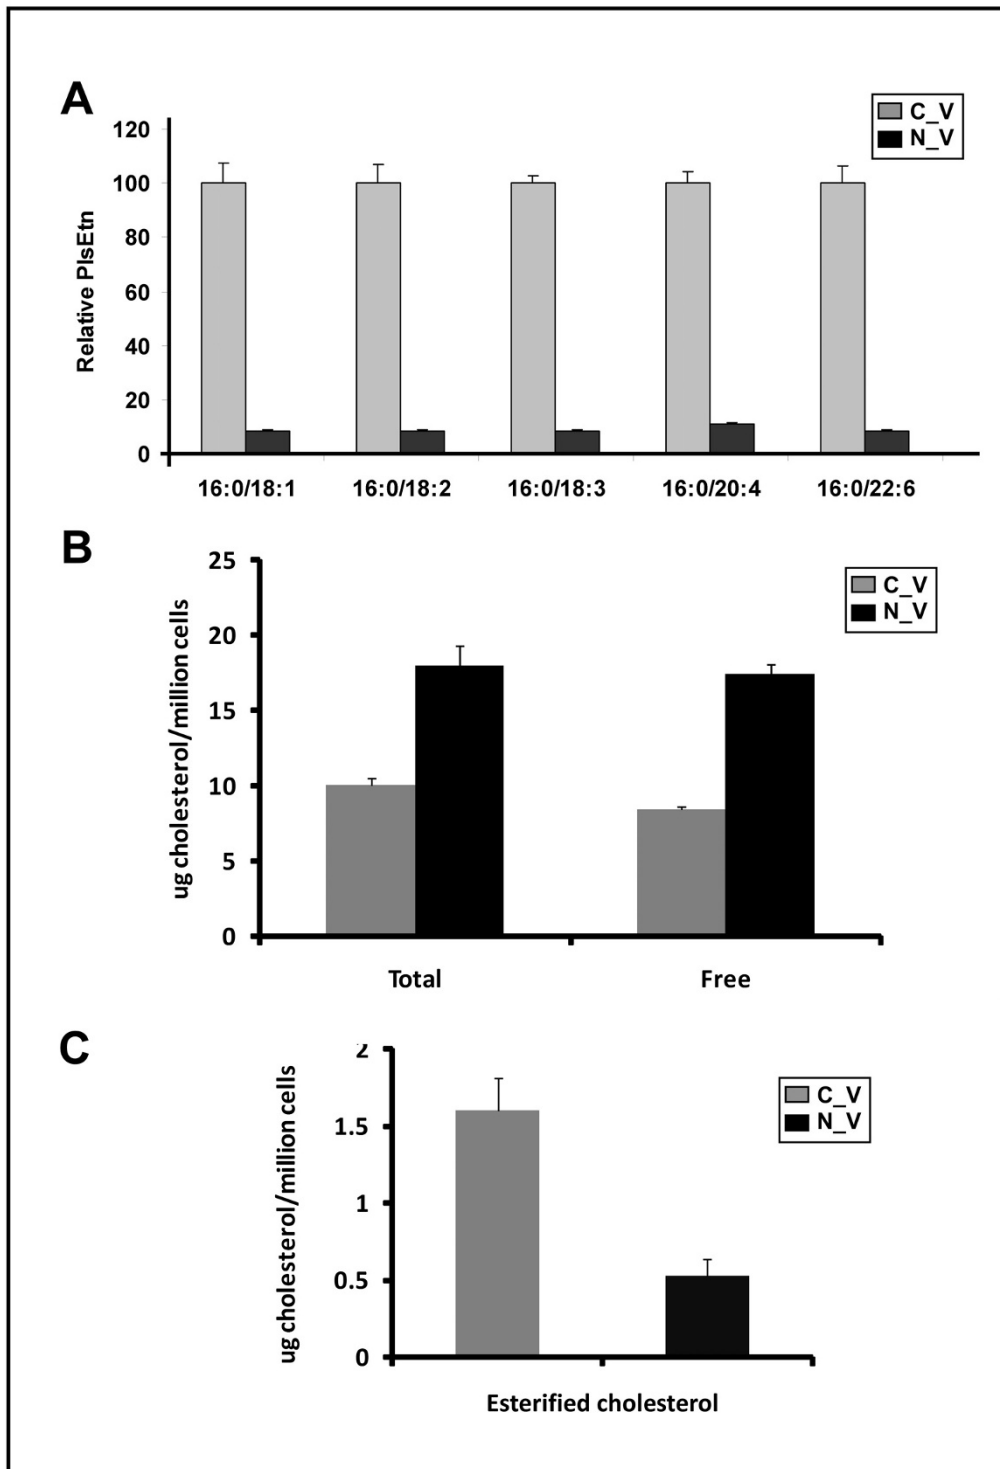 A
C_V
N_V
120
100
80
60
40
20
0
Relative PlsEtn
16:0/18:1 16:0/18:2 16:0/18:3 16:0/20:4 16:0/22:6
B
C_V
N_V
25
20
15
10
5
0
ug cholesterol/million cells
Total Free
C
C_V
N_V
2
1.5
1
0.5
0
ug cholesterol/million cells
Esterified cholesterol